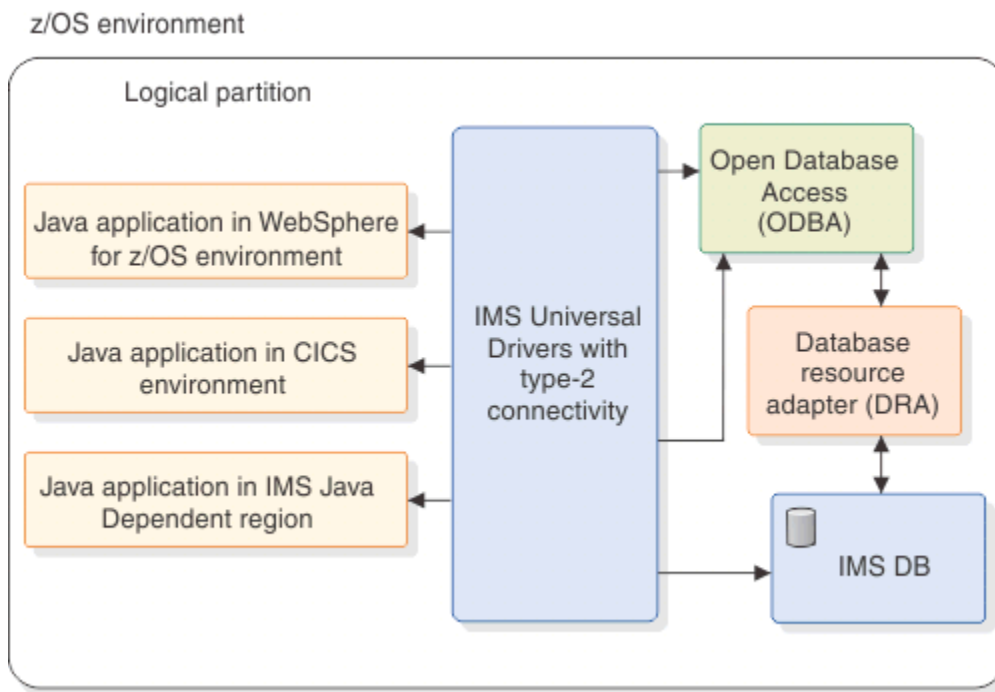 z/OS environment
Logical partition
Java application in WebSphere
for z/OS environment
Java application in CICS
environment
Java application in IMS Java
Dependent region
IMS Universal
Drivers with
type-2
connectivity
Open Database
Access
(ODBA)
Database
resource
adapter (DRA)
IMS DB